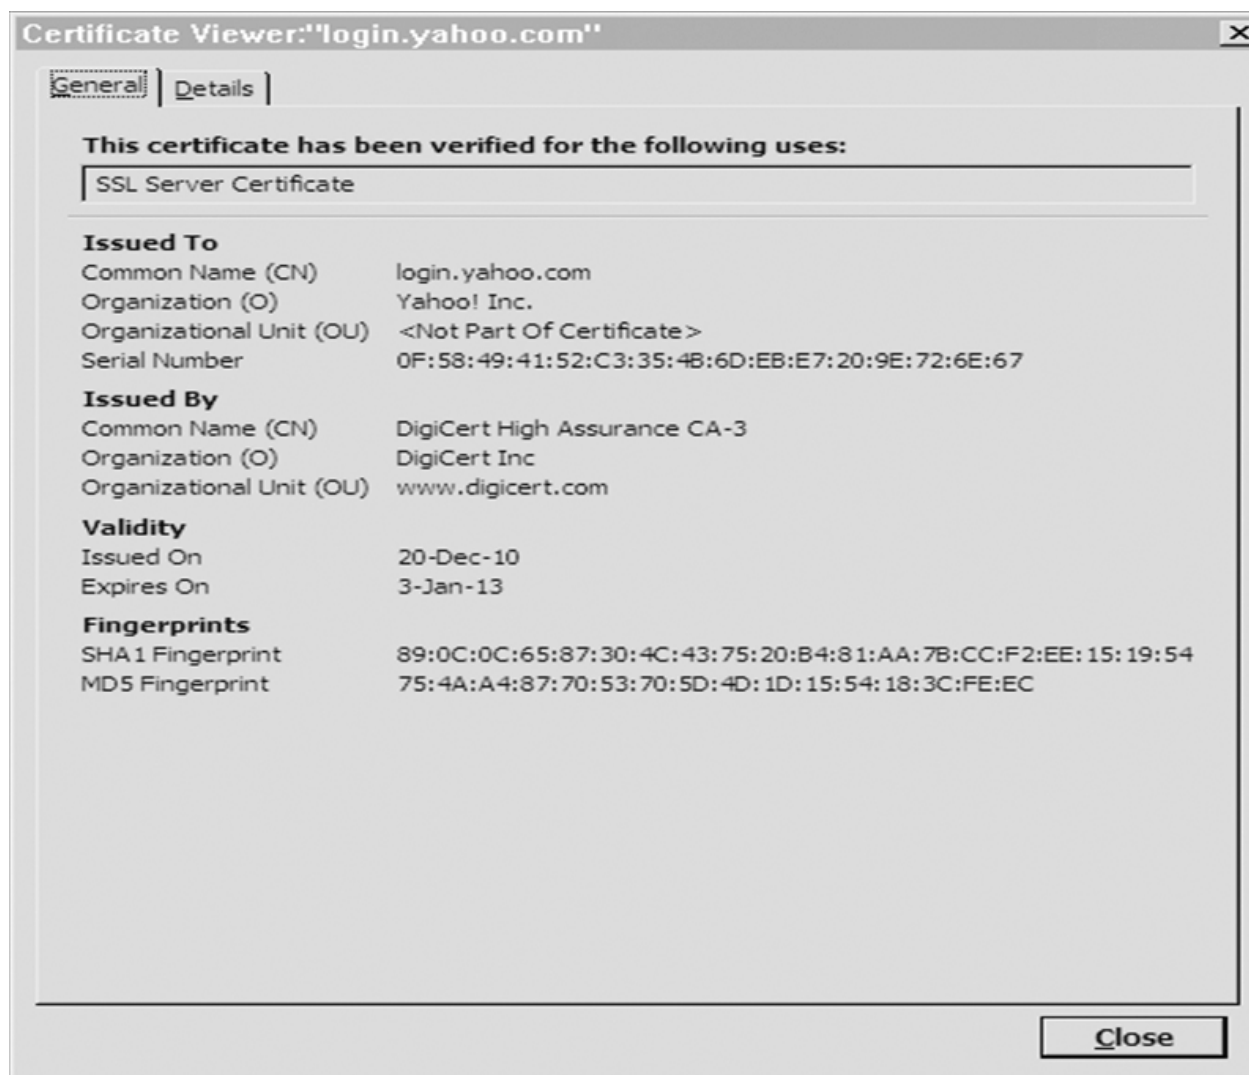 Certificate Viewer:"login.yahoo.com"
General Details
This certificate has been verified for the following uses:
SSL Server Certificate
Issued To
Common Name (CN) login.yahoo.com
Organization (O) Yahoo! Inc.
Organizational Unit (OU) <Not Part Of Certificate>
Serial Number 0F:58:49:41:52:C3:35:4B:6D:EB:E7:20:9E:72:6E:67
Issued By
Common Name (CN) DigiCert High Assurance CA-3
Organization (O) DigiCert Inc
Organizational Unit (OU) www.digicert.com
Validity
Issued On 20-Dec-10
Expires On 3-Jan-13
Fingerprints
SHA1 Fingerprint 89:0C:0C:65:87:30:4C:43:75:20:B4:81:AA:7B:CC:F2:EE:15:19:54
MD5 Fingerprint 75:4A:A4:87:70:53:70:5D:4D:1D:15:54:18:3C:FE:EC
Close